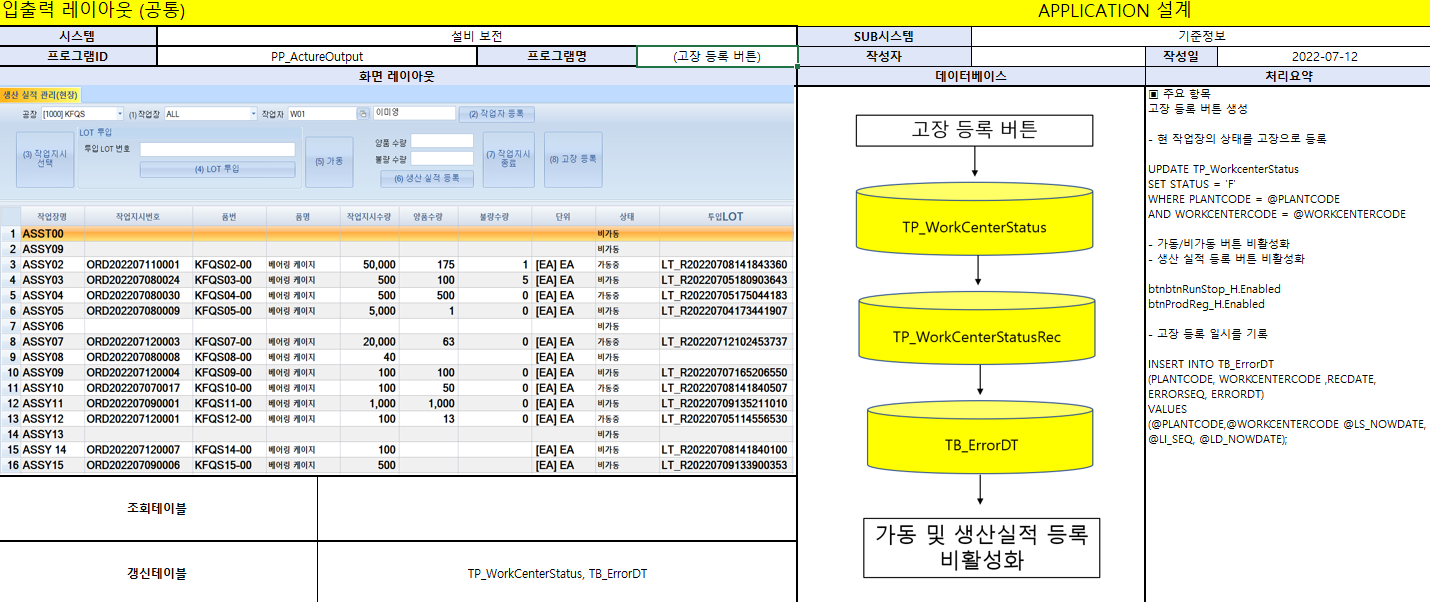 입출력 레이아웃 (공통)
APPLICATION 설계
시스템
설비 보전
SUB시스템
기준정보
프로그램ID
PP_ActureOutput
프로그램명
(고장 등록 버튼)
작성자
작성일
2022-07-12
화면 레이아웃
데이터베이스
처리요약
생산 실적 관리(현장)
공장 [1000] KFQS (1)작업장 ALL 작업자 W01 이미영 (2) 작업자 등록
(3) 작업지시 선택
LOT 투입
투입 LOT 번호
(4) LOT 투입
(5) 가동
양품 수량
불량 수량
(6) 생산 실적 등록
(7) 작업지시 종료
(8) 고장 등록
작업장명 작업지시번호 품번 품명 작업지시수량 양품수량 불량수량 단위 상태 투입LOT
1 ASST00 비가동
2 ASSY09 비가동
3 ASSY02 ORD202207110001 KFQS02-00 베어링 케이지 50,000 175 1 [EA] EA 가동중 LT_R20220708141843360
4 ASSY03 ORD202207080024 KFQS03-00 베어링 케이지 500 100 5 [EA] EA 비가동 LT_R20220705180903643
5 ASSY04 ORD202207080030 KFQS04-00 베어링 케이지 500 500 0 [EA] EA 가동중 LT_R20220705175044183
6 ASSY05 ORD202207080009 KFQS05-00 베어링 케이지 5,000 1 0 [EA] EA 비가동 LT_R20220704173441907
7 ASSY06 비가동
8 ASSY07 ORD202207120003 KFQS07-00 베어링 케이지 20,000 63 0 [EA] EA 가동중 LT_R20220712102453737
9 ASSY08 ORD202207080008 KFQS08-00 베어링 케이지 40 [EA] EA 비가동
10 ASSY09 ORD202207120004 KFQS09-00 베어링 케이지 100 100 0 [EA] EA 비가동 LT_R20220707165206550
11 ASSY10 ORD202207070017 KFQS10-00 베어링 케이지 100 50 0 [EA] EA 가동중 LT_R20220708141840507
12 ASSY11 ORD202207090001 KFQS11-00 베어링 케이지 1,000 1,000 0 [EA] EA 비가동 LT_R20220709135211010
13 ASSY12 ORD202207120001 KFQS12-00 베어링 케이지 100 13 0 [EA] EA 가동중 LT_R20220705114556530
14 ASSY13 비가동
15 ASSY 14 ORD202207120007 KFQS14-00 베어링 케이지 100 [EA] EA 비가동 LT_R20220708141840100
16 ASSY15 ORD202207090006 KFQS15-00 베어링 케이지 500 [EA] EA 비가동 LT_R20220709133900353
조회테이블
갱신테이블
TP_WorkCenterStatus, TB_ErrorDT
고장 등록 버튼
TP_WorkCenterStatus
TP_WorkCenterStatusRec
TB_ErrorDT
가동 및 생산실적 등록
비활성화
▣ 주요 항목
고장 등록 버튼 생성
- 현 작업장의 상태를 고장으로 등록
UPDATE TP_WorkcenterStatus
SET STATUS = 'F'
WHERE PLANTCODE = @PLANTCODE
AND WORKCENTERCODE = @WORKCENTERCODE
- 가동/비가동 버튼 비활성화
- 생산 실적 등록 버튼 비활성화
btnbtnRunStop_H.Enabled
btnProdReg_H.Enabled
- 고장 등록 일시를 기록
INSERT INTO TB_ErrorDT
(PLANTCODE, WORKCENTERCODE ,RECDATE,
ERRORSEQ, ERRORDT)
VALUES
(@PLANTCODE,@WORKCENTERCODE @LS_NOWDATE,
@LI_SEQ, @LD_NOWDATE);